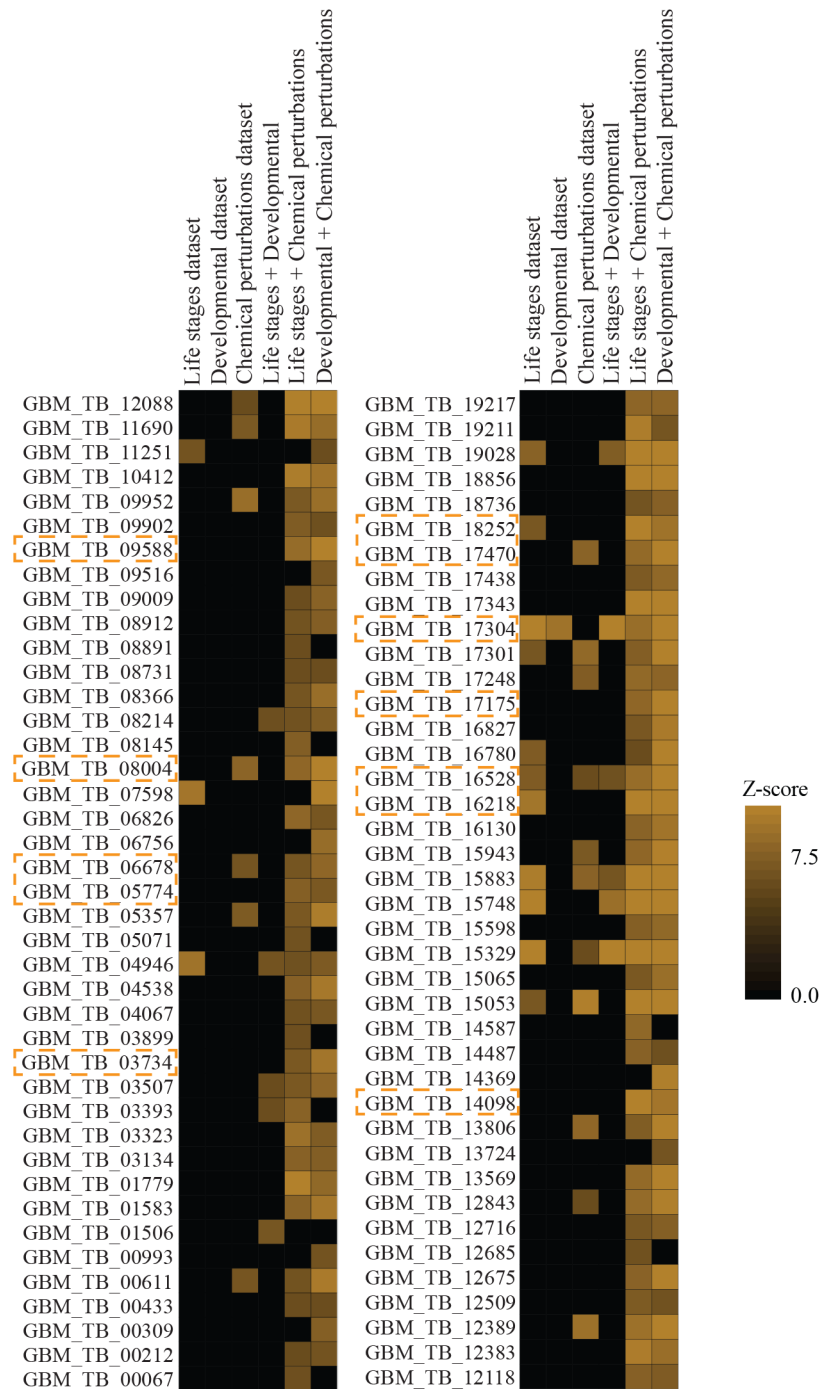 Life stages dataset
Developmental dataset
Chemical perturbations dataset
Life stages + Developmental
Life stages + Chemical perturbations
Developmental + Chemical perturbations
GBM_TB_12088
GBM_TB_11690
GBM_TB_11251
GBM_TB_10412
GBM_TB_09952
GBM_TB_09902
GBM_TB_09588
GBM_TB_09516
GBM_TB_09009
GBM_TB_08912
GBM_TB_08891
GBM_TB_08731
GBM_TB_08366
GBM_TB_08214
GBM_TB_08145
GBM_TB_08004
GBM_TB_07598
GBM_TB_06826
GBM_TB_06756
GBM_TB_06678
GBM_TB_05774
GBM_TB_05357
GBM_TB_05071
GBM_TB_04946
GBM_TB_04538
GBM_TB_04067
GBM_TB_03899
GBM_TB_03734
GBM_TB_03507
GBM_TB_03393
GBM_TB_03323
GBM_TB_03134
GBM_TB_01779
GBM_TB_01583
GBM_TB_01506
GBM_TB_00993
GBM_TB_00611
GBM_TB_00433
GBM_TB_00309
GBM_TB_00212
GBM_TB_00067
Life stages dataset
Developmental dataset
Chemical perturbations dataset
Life stages + Developmental
Life stages + Chemical perturbations
Developmental + Chemical perturbations
GBM_TB_19217
GBM_TB_19211
GBM_TB_19028
GBM_TB_18856
GBM_TB_18736
GBM_TB_18252
GBM_TB_17470
GBM_TB_17438
GBM_TB_17343
GBM_TB_17304
GBM_TB_17301
GBM_TB_17248
GBM_TB_17175
GBM_TB_16827
GBM_TB_16780
GBM_TB_16528
GBM_TB_16218
GBM_TB_16130
GBM_TB_15943
GBM_TB_15883
GBM_TB_15748
GBM_TB_15598
GBM_TB_15329
GBM_TB_15065
GBM_TB_15053
GBM_TB_14587
GBM_TB_14487
GBM_TB_14369
GBM_TB_14098
GBM_TB_13806
GBM_TB_13724
GBM_TB_13569
GBM_TB_12843
GBM_TB_12716
GBM_TB_12685
GBM_TB_12675
GBM_TB_12509
GBM_TB_12389
GBM_TB_12383
GBM_TB_12118
Z-score
7.5
0.0